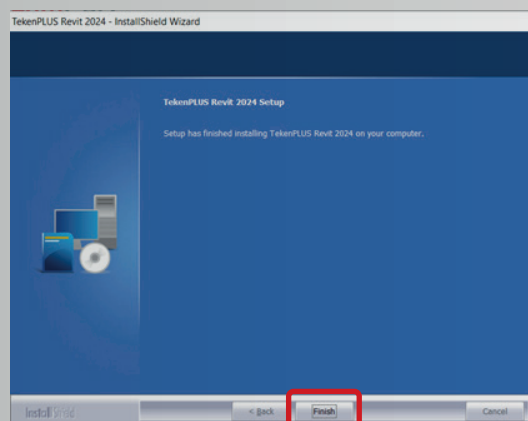 TekenPLUS Revit 2024 - InstallShield Wizard
TekenPLUS Revit 2024 Setup
Setup has finished installing TekenPLUS Revit 2024 on your computer.
InstallShield
< Back
Finish
Cancel